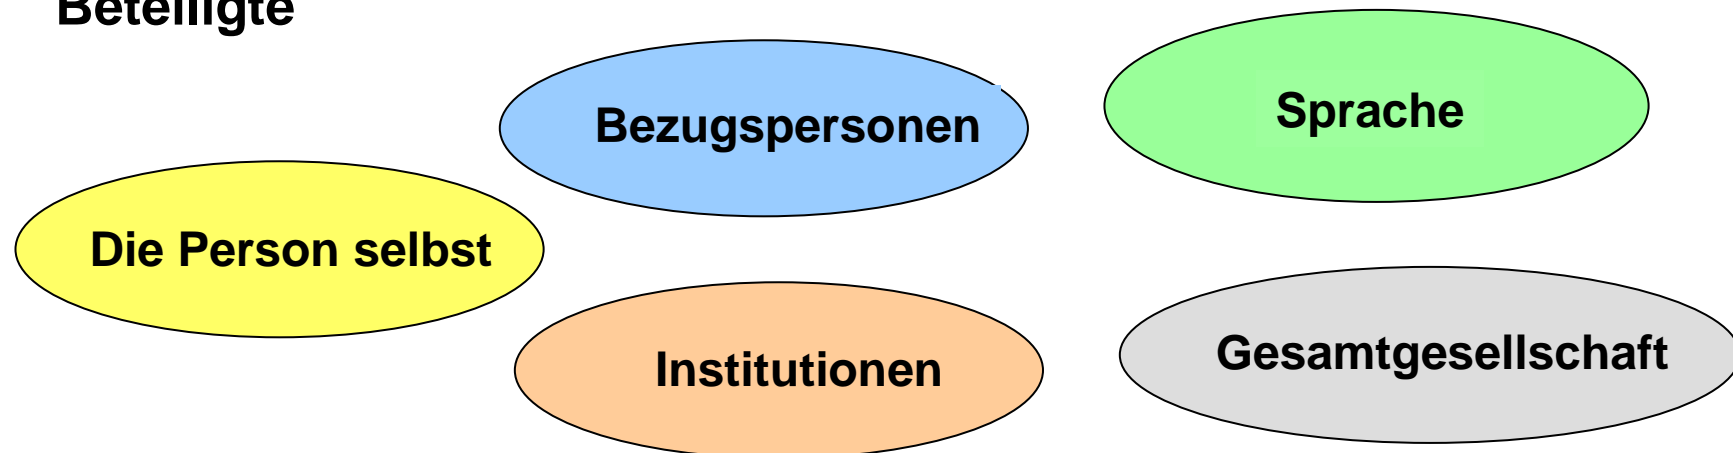 Beteiligte
Bezugspersonen
Sprache
Die Person selbst
Institutionen
Gesamtgesellschaft